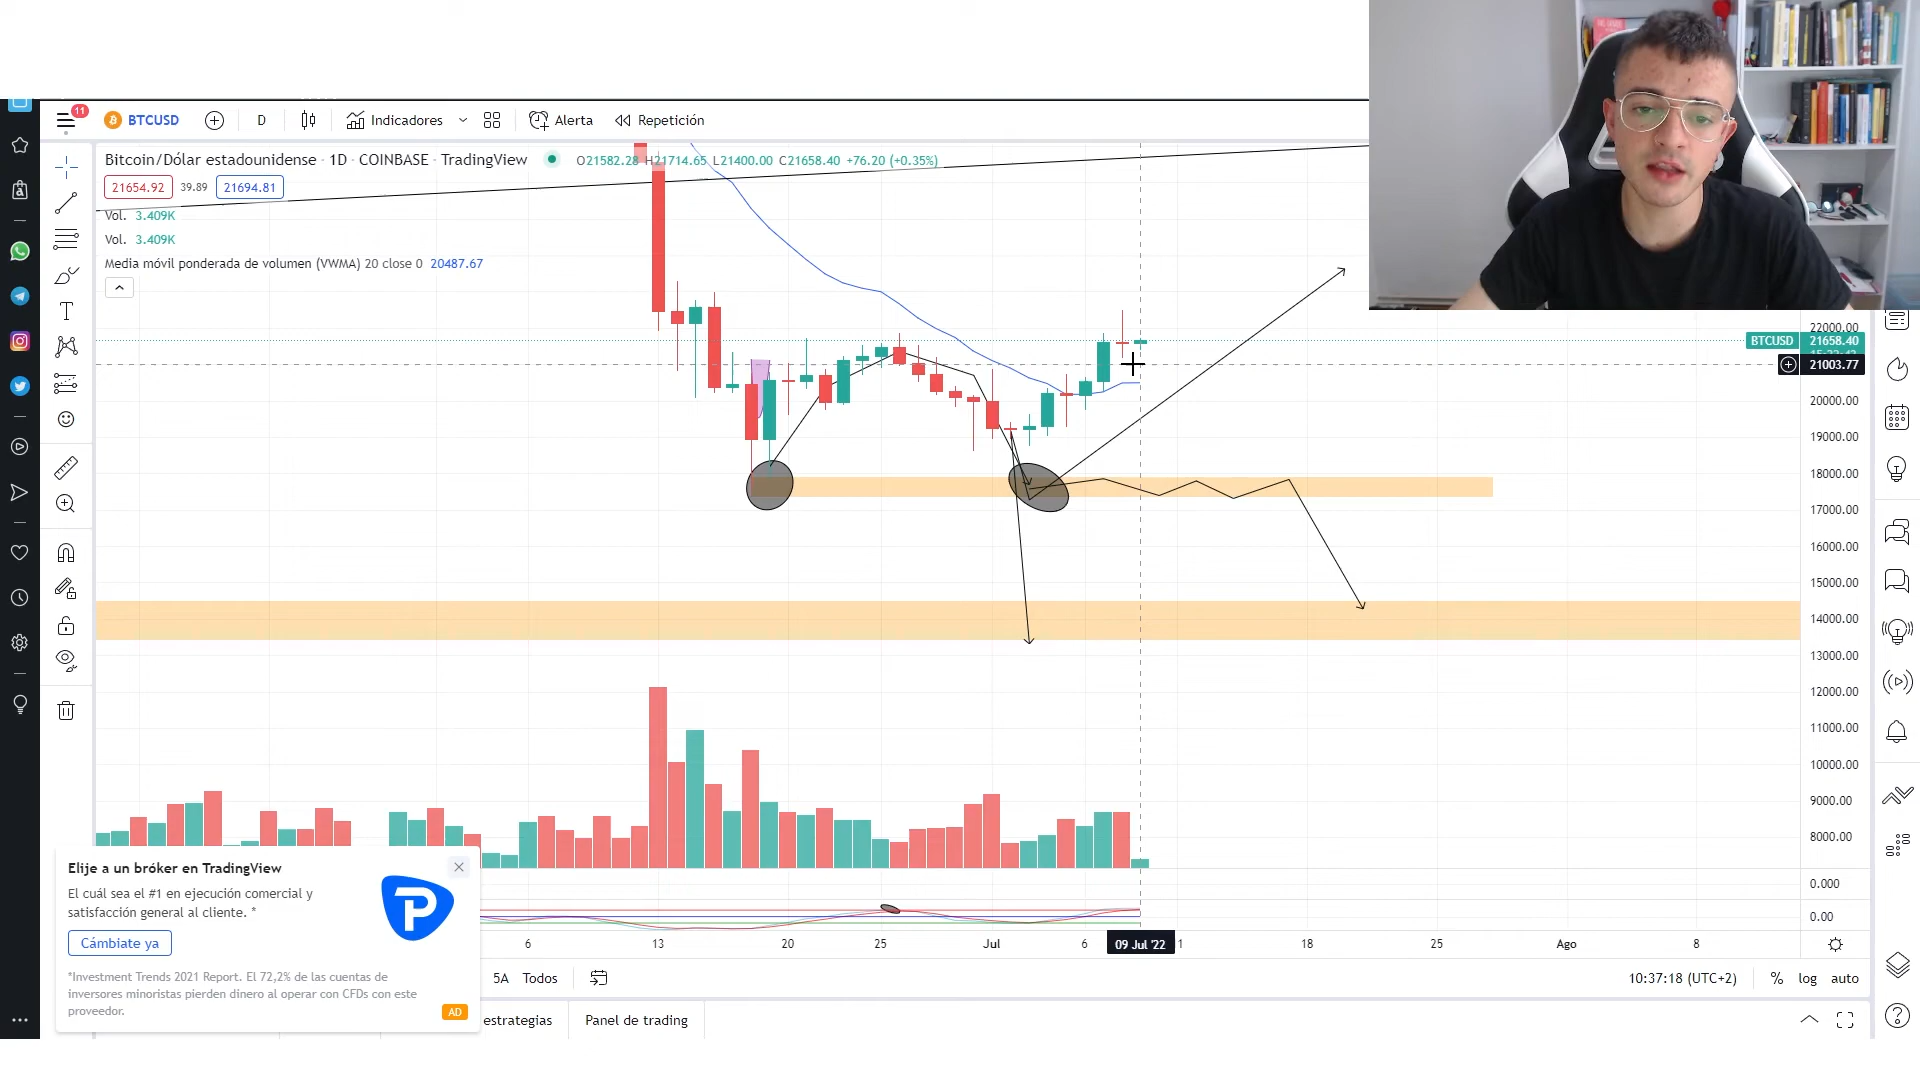 11
BTCUSD
D
Indicadores
Alerta
Repetición
Bitcoin/Dólar estadounidense · 1D · COINBASE · TradingView
O21582.28 H21714.65 L21400.00 C21658.40 +76.20 (+0.35%)
21654.92 39.89 21694.81
Vol. 3.409K
Vol. 3.409K
Media móvil ponderada de volumen (VWMA) 20 close 0 20487.67
22000.00
BTCUSD 21658.40
21003.77
20000.00
19000.00
18000.00
17000.00
16000.00
15000.00
14000.00
13000.00
12000.00
11000.00
10000.00
9000.00
8000.00
0.000
0.00
6 13 20 25 Jul 6 09 Jul '22 1 18 25 Ago 8
Elije a un bróker en TradingView
El cuál sea el #1 en ejecución comercial y
satisfacción general al cliente. *
Cámbiate ya
*Investment Trends 2021 Report. El 72,2% de las cuentas de
inversores minoristas pierden dinero al operar con CFDs con este
proveedor.
AD
5A Todos
10:37:18 (UTC+2) % log auto
estrategias Panel de trading